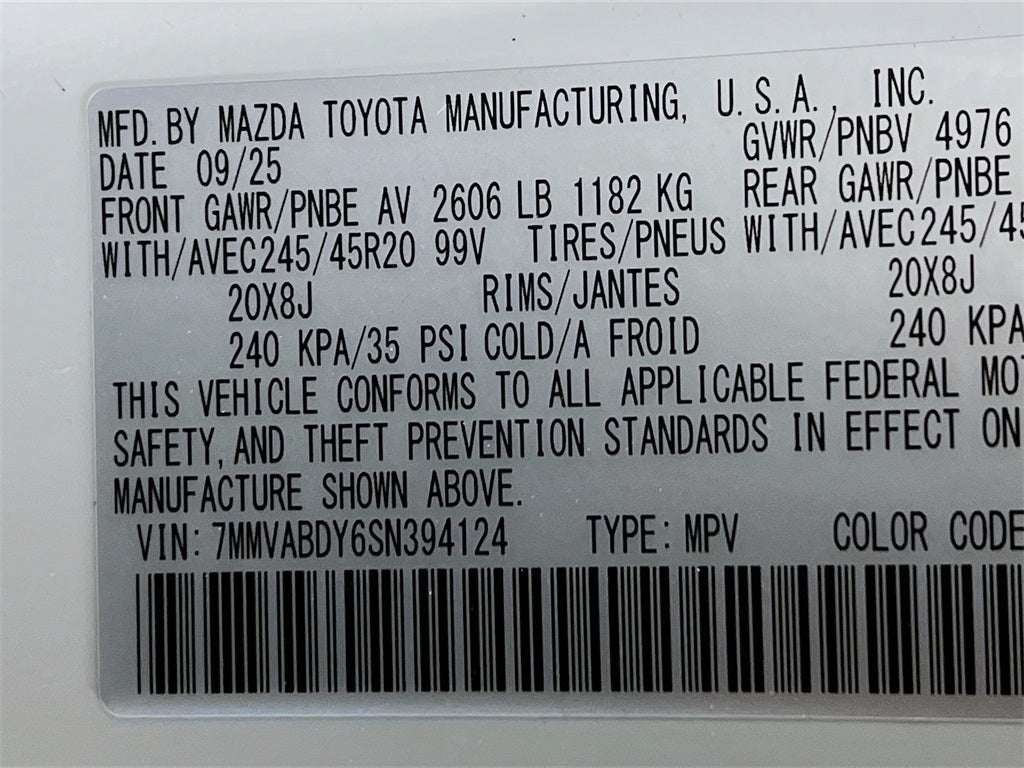 MFD. BY MAZDA TOYOTA MANUFACTURING, U.S.A., INC.
DATE 09/25 GVWR/PNBV 4976
FRONT GAWR/PNBE AV 2606 LB 1182 KG REAR GAWR/PNBE
WITH/AVEC245/45R20 99V TIRES/PNEUS WITH/AVEC245/45
20X8J RIMS/JANTES 20X8J
240 KPA/35 PSI COLD/A FROID 240 KPA
THIS VEHICLE CONFORMS TO ALL APPLICABLE FEDERAL MO
SAFETY, AND THEFT PREVENTION STANDARDS IN EFFECT ON
MANUFACTURE SHOWN ABOVE.
VIN: 7MMVABDY6SN394124 TYPE: MPV COLOR CODE